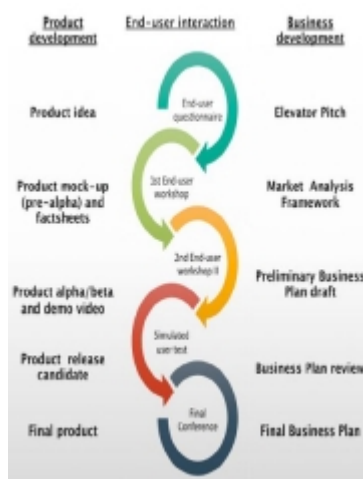 Product
development
End-user interaction
Business
development
Product idea
End-user
questionnaire
Elevator Pitch
Product mock-up
(pre-alpha) and
factsheets
1st End-user
workshop
Market Analysis
Framework
2nd End-user
workshop II
Product alpha/beta
and demo video
Preliminary Business
Plan draft
Simulated
user-test
Product release
candidate
Business Plan review
Final product
Final
Conference
Final Business Plan